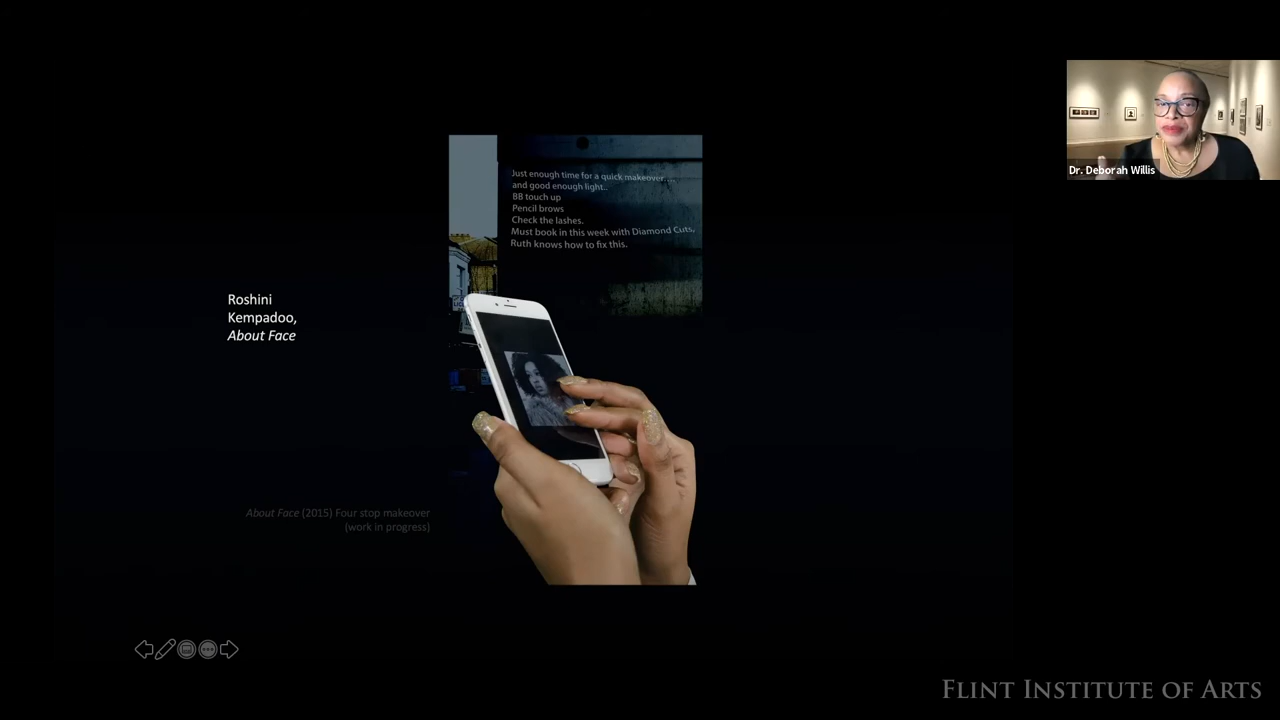 Dr. Deborah Willis
Just enough time for a quick makeover....
and good enough light..
BB touch up
Pencil brows
Check the lashes.
Must book in this week with Diamond Cuts,
Ruth knows how to fix this.
Roshini
Kempadoo,
About Face
About Face (2015) Four stop makeover
(work in progress)
FLINT INSTITUTE OF ARTS